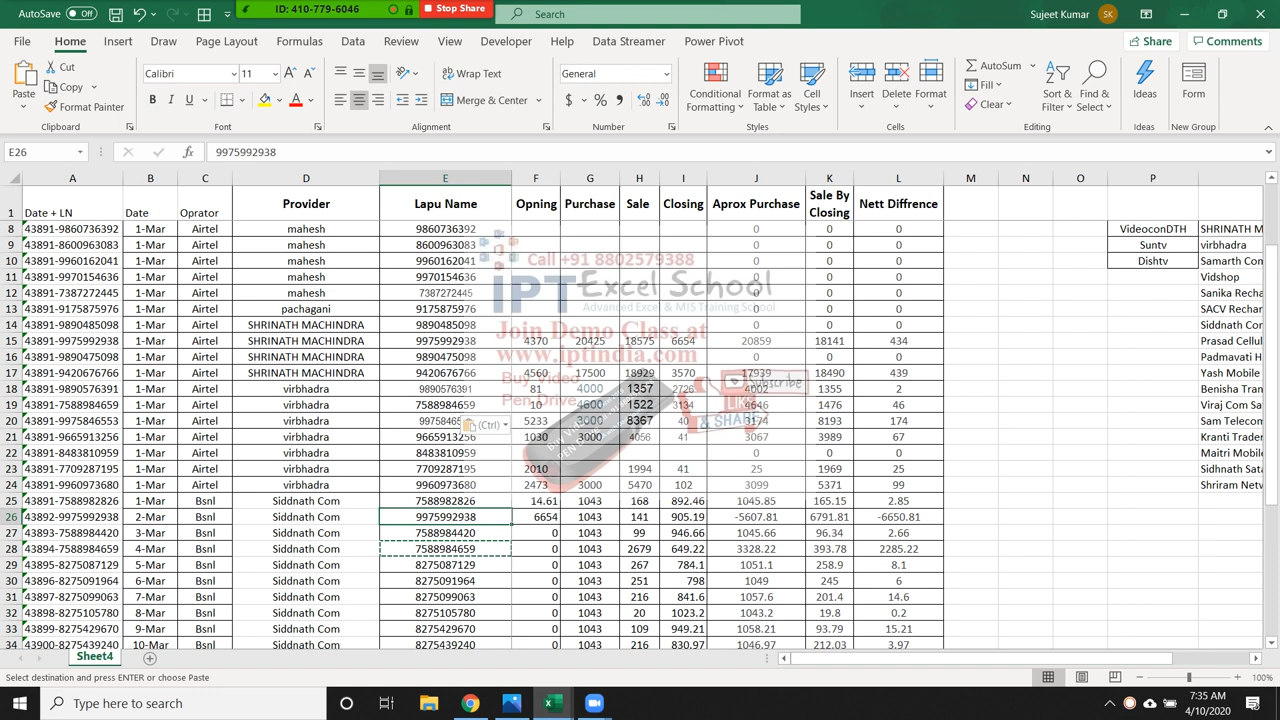 AutoSave Off ID: 410-779-6046 Stop Share Search Sujeet Kumar SK
File Home Insert Draw Page Layout Formulas Data Review View Developer Help Data Streamer Power Pivot Share Comments
Paste Cut Copy Format Painter Calibri 11 Wrap Text Merge & Center General Conditional Formatting Format as Table Cell Styles Insert Delete Format AutoSum Fill Clear Sort & Filter Find & Select Ideas Form
Clipboard Font Alignment Number Styles Cells Editing Ideas New Group
E26 9975992938
A B C D E F G H I J K L M N O P
1 Date + LN Date Oprator Provider Lapu Name Opning Purchase Sale Closing Aprox Purchase Sale By Closing Nett Diffrence
8 43891-9860736392 1-Mar Airtel mahesh 9860736392 0 0 0 VideoconDTH SHRINATH M
9 43891-8600963083 1-Mar Airtel mahesh 8600963083 0 0 0 Suntv virbhadra
10 43891-9960162041 1-Mar Airtel mahesh 9960162041 0 0 0 Dishtv Samarth Con
11 43891-9970154636 1-Mar Airtel mahesh 9970154636 0 0 0 Vidshop
12 43891-7387272445 1-Mar Airtel mahesh 7387272445 0 0 0 Sanika Recha
13 43891-9175875976 1-Mar Airtel pachagani 9175875976 0 0 0 SACV Rechar
14 43891-9890485098 1-Mar Airtel SHRINATH MACHINDRA 9890485098 0 0 0 Siddnath Com
15 43891-9975992938 1-Mar Airtel SHRINATH MACHINDRA 9975992938 4370 20425 18575 6654 20859 18141 434 Prasad Cellul
16 43891-9890475098 1-Mar Airtel SHRINATH MACHINDRA 9890475098 0 0 0 Padmavati H
17 43891-9420676766 1-Mar Airtel SHRINATH MACHINDRA 9420676766 4560 17500 18929 3570 17939 18490 439 Yash Mobile
18 43891-9890576391 1-Mar Airtel virbhadra 9890576391 81 4000 1357 2726 4002 1355 2 Benisha Tran
19 43891-7588984659 1-Mar Airtel virbhadra 7588984659 10 4600 1522 3134 4646 1476 46 Viraj Com Sa
20 43891-9975846553 1-Mar Airtel virbhadra 99758465 (Ctrl) 5233 3000 8367 40 3174 8193 174 Sam Telecom
21 43891-9665913256 1-Mar Airtel virbhadra 9665913256 1030 3000 4056 41 3067 3989 67 Kranti Trade
22 43891-8483810959 1-Mar Airtel virbhadra 8483810959 0 0 0 Maitri Mobile
23 43891-7709287195 1-Mar Airtel virbhadra 7709287195 2010 1994 41 25 1969 25 Sidhnath Sat
24 43891-9960973680 1-Mar Airtel virbhadra 9960973680 2473 3000 5470 102 3099 5371 99 Shriram Netv
25 43891-7588982826 1-Mar Bsnl Siddnath Com 7588982826 14.61 1043 168 892.46 1045.85 165.15 2.85
26 43892-9975992938 2-Mar Bsnl Siddnath Com 9975992938 6654 1043 141 905.19 -5607.81 6791.81 -6650.81
27 43893-7588984420 3-Mar Bsnl Siddnath Com 7588984420 0 1043 99 946.66 1045.66 96.34 2.66
28 43894-7588984659 4-Mar Bsnl Siddnath Com 7588984659 0 1043 2679 649.22 3328.22 393.78 2285.22
29 43895-8275087129 5-Mar Bsnl Siddnath Com 8275087129 0 1043 267 784.1 1051.1 258.9 8.1
30 43896-8275091964 6-Mar Bsnl Siddnath Com 8275091964 0 1043 251 798 1049 245 6
31 43897-8275099063 7-Mar Bsnl Siddnath Com 8275099063 0 1043 216 841.6 1057.6 201.4 14.6
32 43898-8275105780 8-Mar Bsnl Siddnath Com 8275105780 0 1043 20 1023.2 1043.2 19.8 0.2
33 43899-8275429670 9-Mar Bsnl Siddnath Com 8275429670 0 1043 109 949.21 1058.21 93.79 15.21
34 43900-8275439240 10-Mar Bsnl Siddnath Com 8275439240 0 1043 216 830.97 1046.97 212.03 3.97
Call +91 8802579388
IPT Excel School
Advanced Excel & MIS Training School
Join Demo Class at
www.iptindia.com
Buy Video
Pen Drive
Subscribe
LIKE
& SHARE
Sheet4
Select destination and press ENTER or choose Paste 100%
Type here to search 7:35 AM
4/10/2020